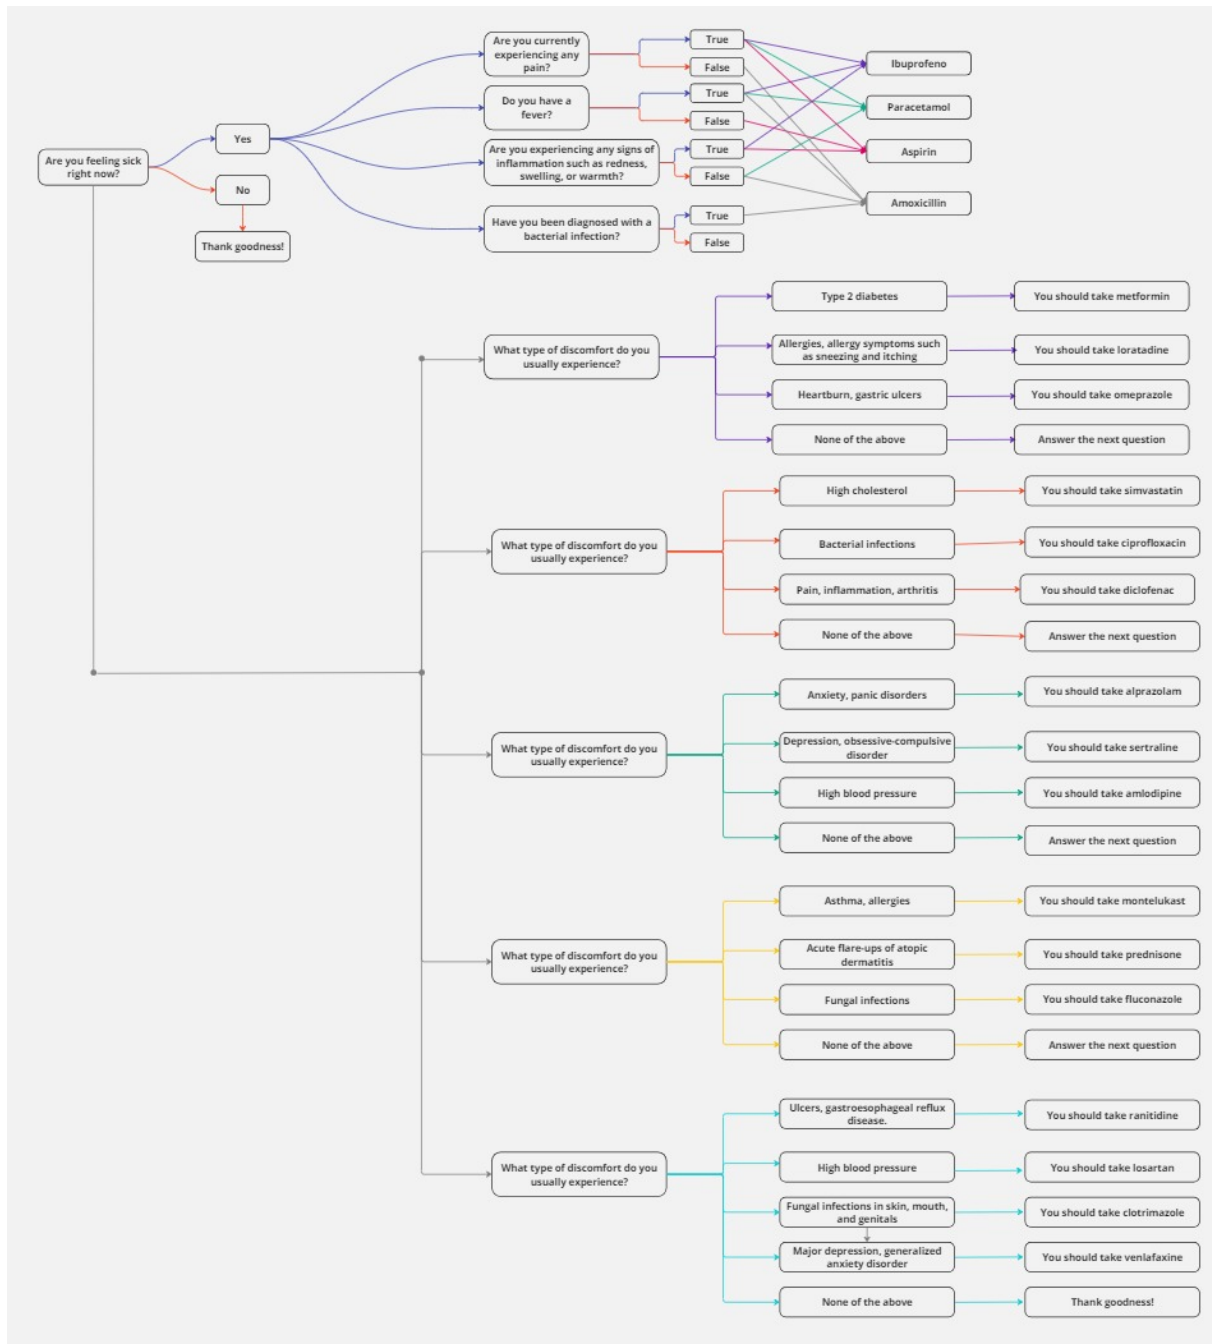 Are you feeling sick
right now?
Yes
No
Thank goodness!
Are you currently
experiencing any
pain?
True
False
Do you have a
fever?
True
False
Are you experiencing any signs of
inflammation such as redness,
swelling, or warmth?
True
False
Have you been diagnosed with a
bacterial infection?
True
False
Ibuprofeno
Paracetamol
Aspirin
Amoxicillin
What type of discomfort do you
usually experience?
Type 2 diabetes
You should take metformin
Allergies, allergy symptoms such
as sneezing and itching
You should take loratadine
Heartburn, gastric ulcers
You should take omeprazole
None of the above
Answer the next question
What type of discomfort do you
usually experience?
High cholesterol
You should take simvastatin
Bacterial infections
You should take ciprofloxacin
Pain, inflammation, arthritis
You should take diclofenac
None of the above
Answer the next question
What type of discomfort do you
usually experience?
Anxiety, panic disorders
You should take alprazolam
Depression, obsessive-compulsive
disorder
You should take sertraline
High blood pressure
You should take amlodipine
None of the above
Answer the next question
What type of discomfort do you
usually experience?
Asthma, allergies
You should take montelukast
Acute flare-ups of atopic
dermatitis
You should take prednisone
Fungal infections
You should take fluconazole
None of the above
Answer the next question
What type of discomfort do you
usually experience?
Ulcers, gastroesophageal reflux
disease.
You should take ranitidine
High blood pressure
You should take losartan
Fungal infections in skin, mouth,
and genitals
You should take clotrimazole
Major depression, generalized
anxiety disorder
You should take venlafaxine
None of the above
Thank goodness!